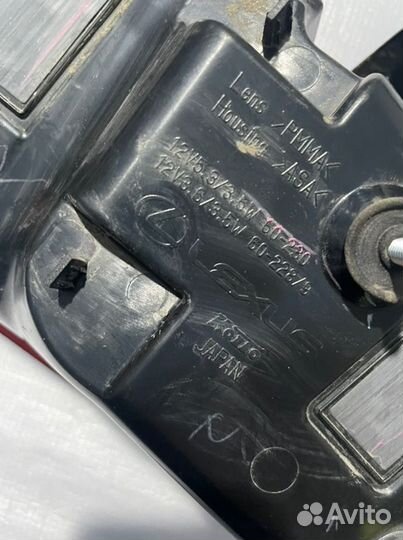 Lens >PMMA<
Housing >ASA<
12V5.3/3.5W 60-230
12V3.6/3.5W 60-228/9
LEXUS
KOITO
JAPAN
Avito